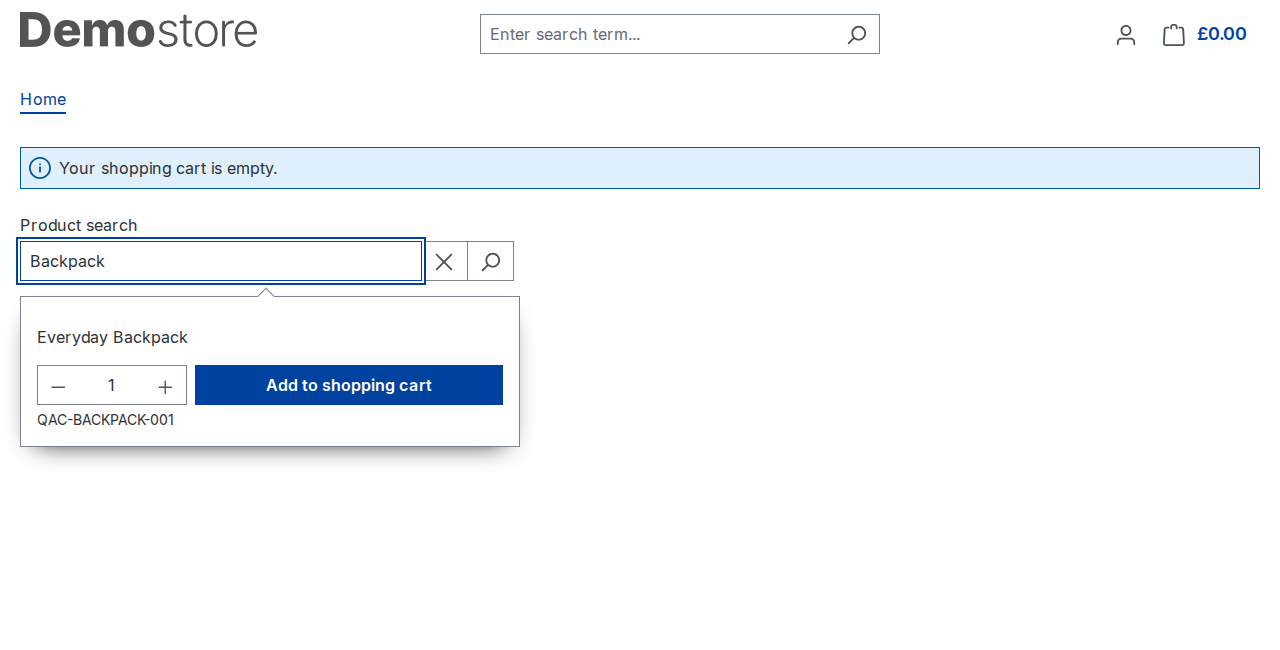 Demostore
Enter search term...
£0.00
Home
Your shopping cart is empty.
Product search
Backpack
Everyday Backpack
1
Add to shopping cart
QAC-BACKPACK-001